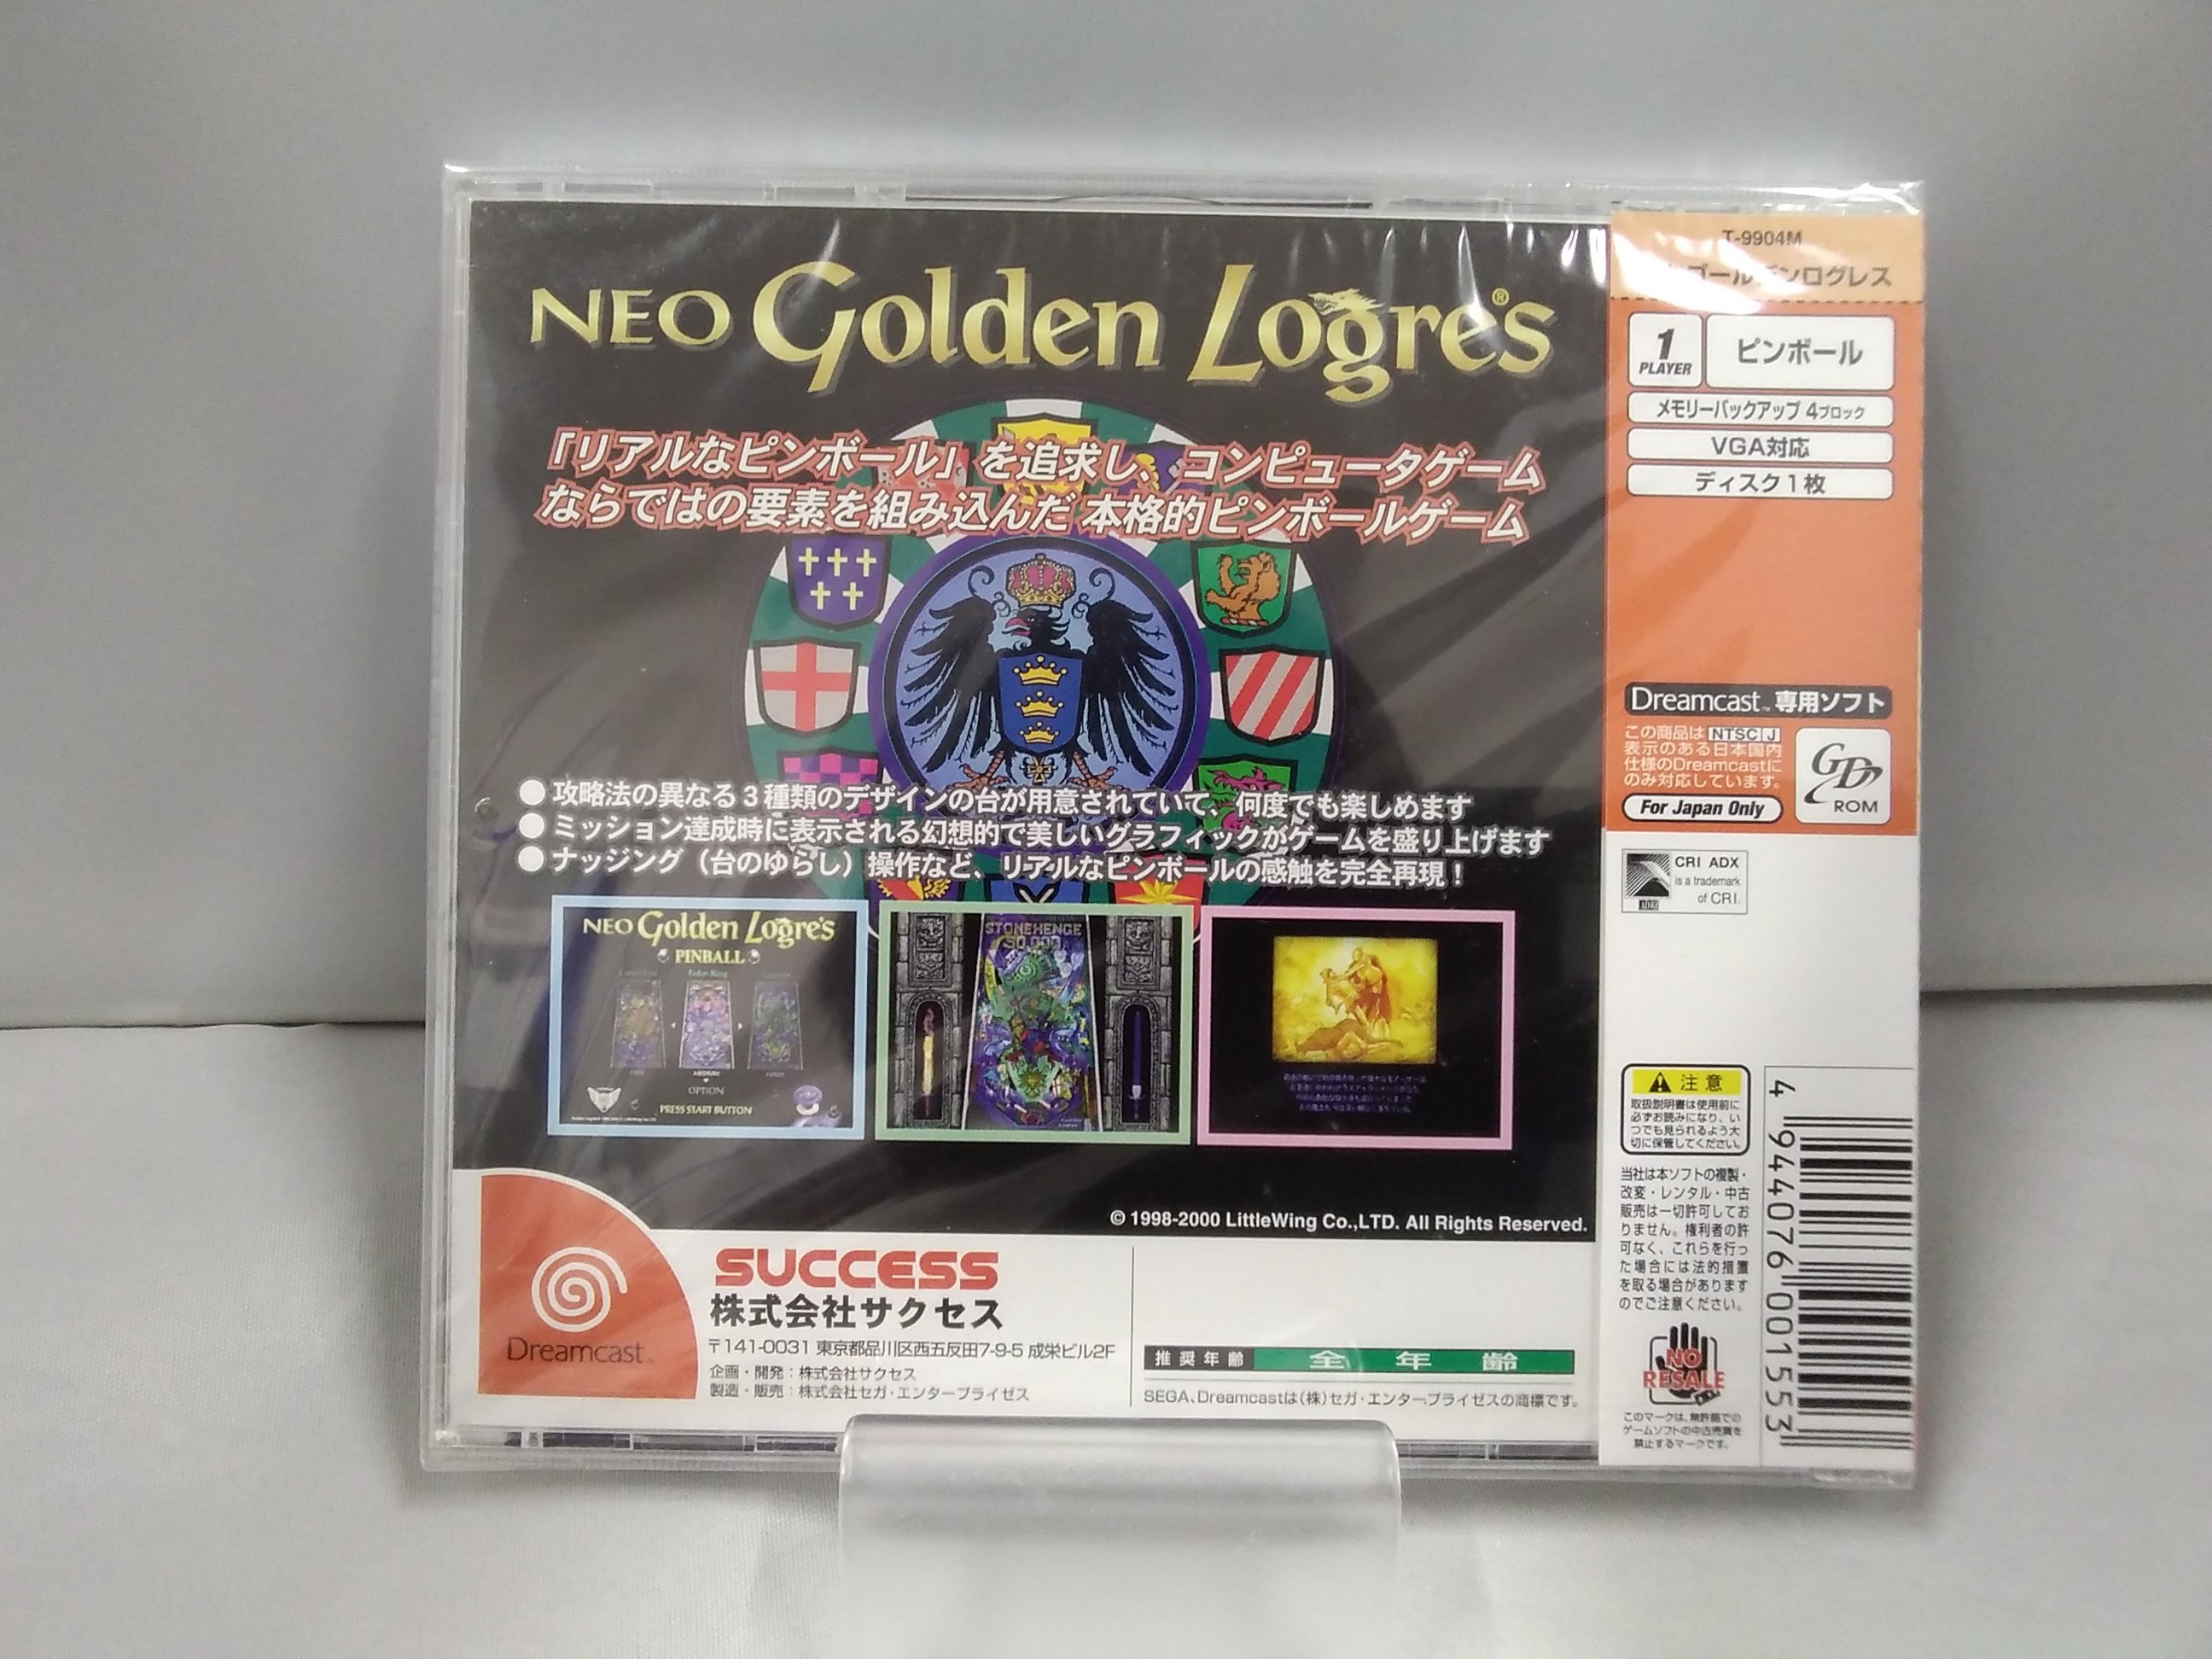 NEO Golden Logre's®
「リアルなピンボール」を追求し、コンピュータゲーム
ならではの要素を組み込んだ 本格的ピンボールゲーム
●攻略法の異なる3種類のデザインの台が用意されていて、何度でも楽しめます
●ミッション達成時に表示される幻想的で美しいグラフィックがゲームを盛り上げます
●ナッジング（台のゆらし）操作など、リアルなピンボールの感触を完全再現！
NEO Golden Logre's
PINBALL
OPTION
PRESS START BUTTON
STONEHENGE
50,000
© 1998-2000 LittleWing Co.,LTD. All Rights Reserved.
Dreamcast™
SUCCESS
株式会社サクセス
〒141-0031 東京都品川区西五反田7-9-5 成栄ビル2F
企画・開発：株式会社サクセス
製造・販売：株式会社セガ・エンタープライゼス
推奨年齢 全年齢
SEGA、Dreamcastは(株)セガ・エンタープライゼスの商標です。
T-9904M
ゴールデンログレス
1 PLAYER
ピンボール
メモリーバックアップ 4ブロック
VGA対応
ディスク1枚
Dreamcast™ 専用ソフト
この商品は NTSC J
表示のある日本国内
仕様のDreamcastに
のみ対応しています。
For Japan Only
GD ROM
CRI ADX
is a trademark
of CRI.
ADX
注意
取扱説明書は使用前に
必ずお読みになり、い
つでも見られるよう大
切に保管してください。
当社は本ソフトの複製・
改変・レンタル・中古
販売は一切許可してお
りません。権利者の許
可なく、これらを行っ
た場合には法的措置
を取る場合があります
のでご注意ください。
NO
RESALE
このマークは、無許諾での
ゲームソフトの中古売買を
禁止するマークです。
4 944076 001553